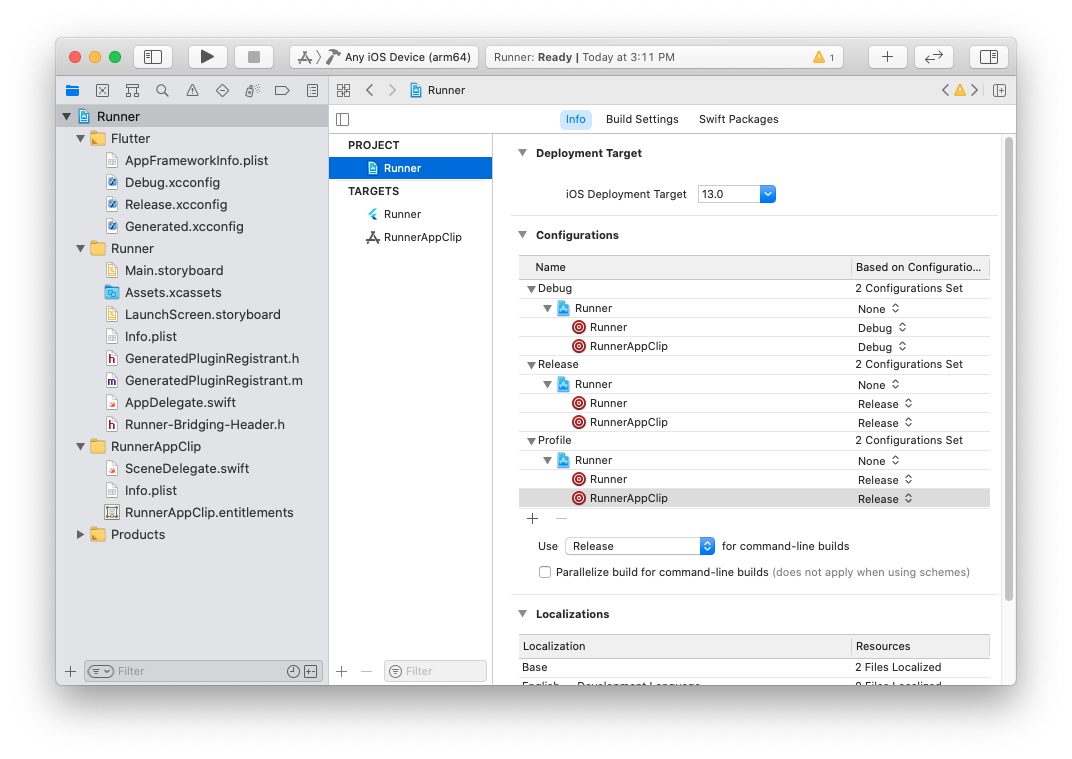 Any iOS Device (arm64)
Runner: Ready | Today at 3:11 PM
1
Runner
Runner
Flutter
AppFrameworkInfo.plist
Debug.xcconfig
Release.xcconfig
Generated.xcconfig
Runner
Main.storyboard
Assets.xcassets
LaunchScreen.storyboard
Info.plist
GeneratedPluginRegistrant.h
GeneratedPluginRegistrant.m
AppDelegate.swift
Runner-Bridging-Header.h
RunnerAppClip
SceneDelegate.swift
Info.plist
RunnerAppClip.entitlements
Products
Filter
PROJECT
Runner
TARGETS
Runner
RunnerAppClip
Filter
Info Build Settings Swift Packages
Deployment Target
iOS Deployment Target 13.0
Configurations
Name Based on Configuratio...
Debug 2 Configurations Set
Runner None
Runner Debug
RunnerAppClip Debug
Release 2 Configurations Set
Runner None
Runner Release
RunnerAppClip Release
Profile 2 Configurations Set
Runner None
Runner Release
RunnerAppClip Release
Use Release for command-line builds
Parallelize build for command-line builds (does not apply when using schemes)
Localizations
Localization Resources
Base 2 Files Localized
English — Development Language 0 Files Localized